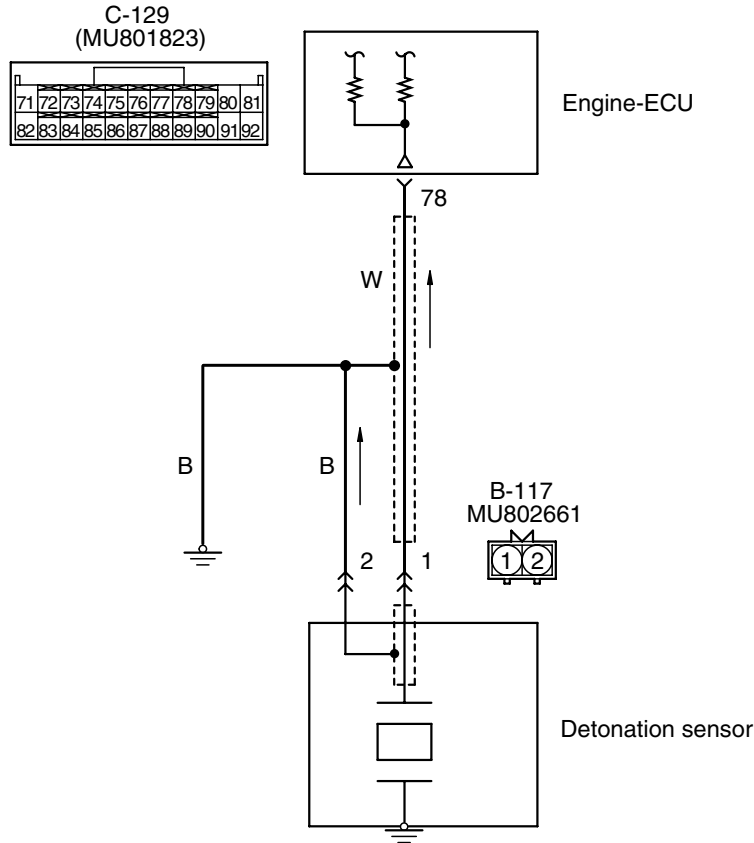 C-129
(MU801823)
71 72 73 74 75 76 77 78 79 80 81
82 83 84 85 86 87 88 89 90 91 92
Engine-ECU
78
W
B
B
B-117
MU802661
1 2
2
1
Detonation sensor